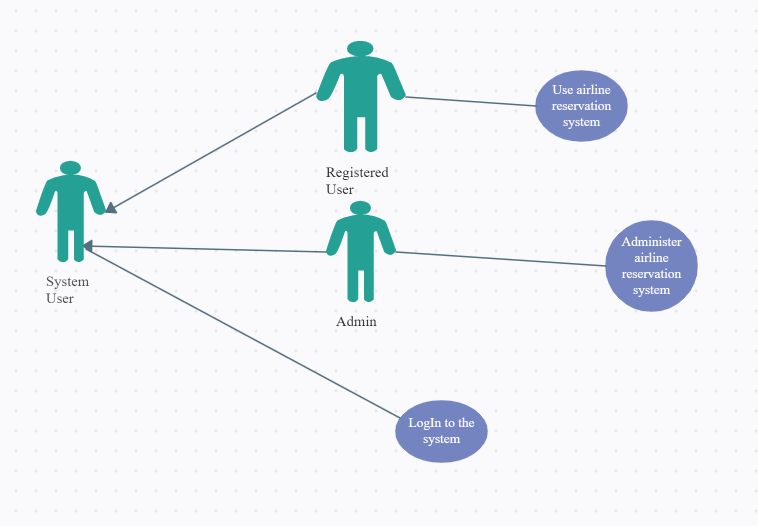 Use airline
reservation
system
Registered
User
Administer
airline
reservation
system
System
User
Admin
LogIn to the
system